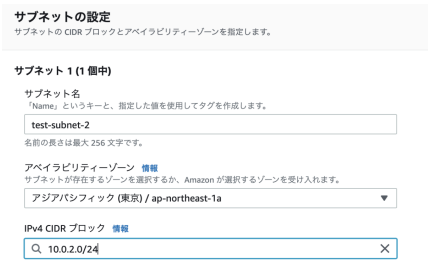 サブネットの設定
サブネットの CIDR ブロックとアベイラビリティーゾーンを指定します。
サブネット 1 (1 個中)
サブネット名
「Name」というキーと、指定した値を使用してタグを作成します。
test-subnet-2
名前の長さは最大 256 文字です。
アベイラビリティーゾーン 情報
サブネットが存在するゾーンを選択するか、Amazon が選択するゾーンを受け入れます。
アジアパシフィック (東京) / ap-northeast-1a
IPv4 CIDR ブロック 情報
10.0.2.0/24